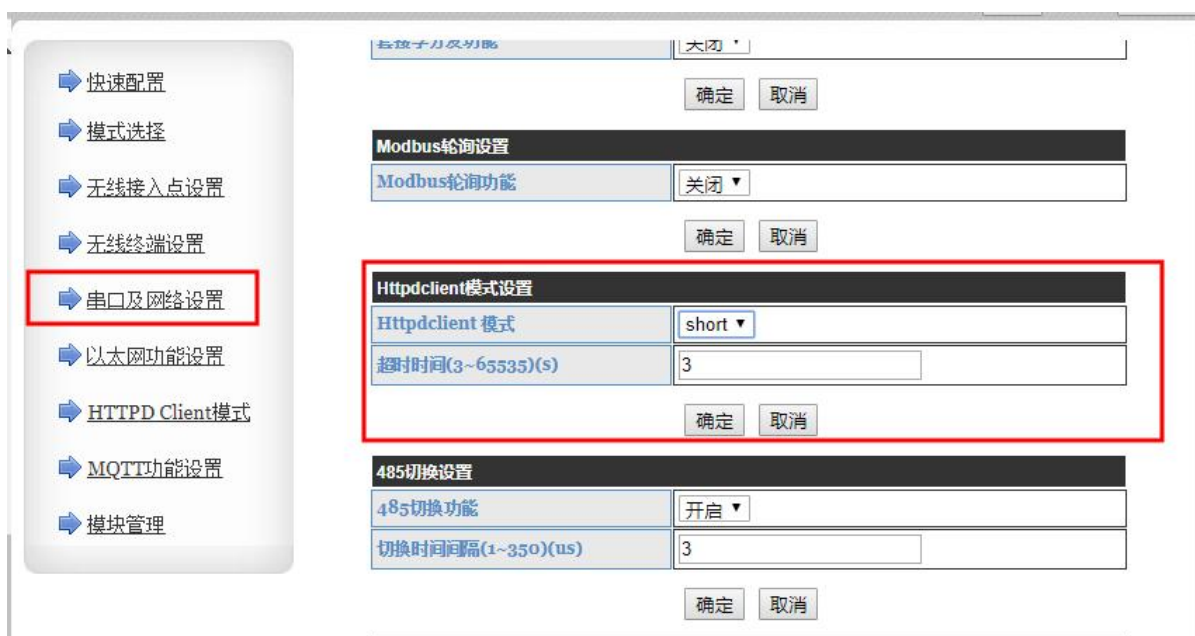 快速配置
模式选择
无线接入点设置
无线终端设置
串口及网络设置
以太网功能设置
HTTPD Client模式
MQTT功能设置
模块管理
关闭
确定 取消
Modbus轮询设置
Modbus轮询功能 关闭
确定 取消
Httpdclient模式设置
Httpdclient 模式 short
超时时间(3~65535)(s) 3
确定 取消
485切换设置
485切换功能 开启
切换时间间隔(1~350)(us) 3
确定 取消